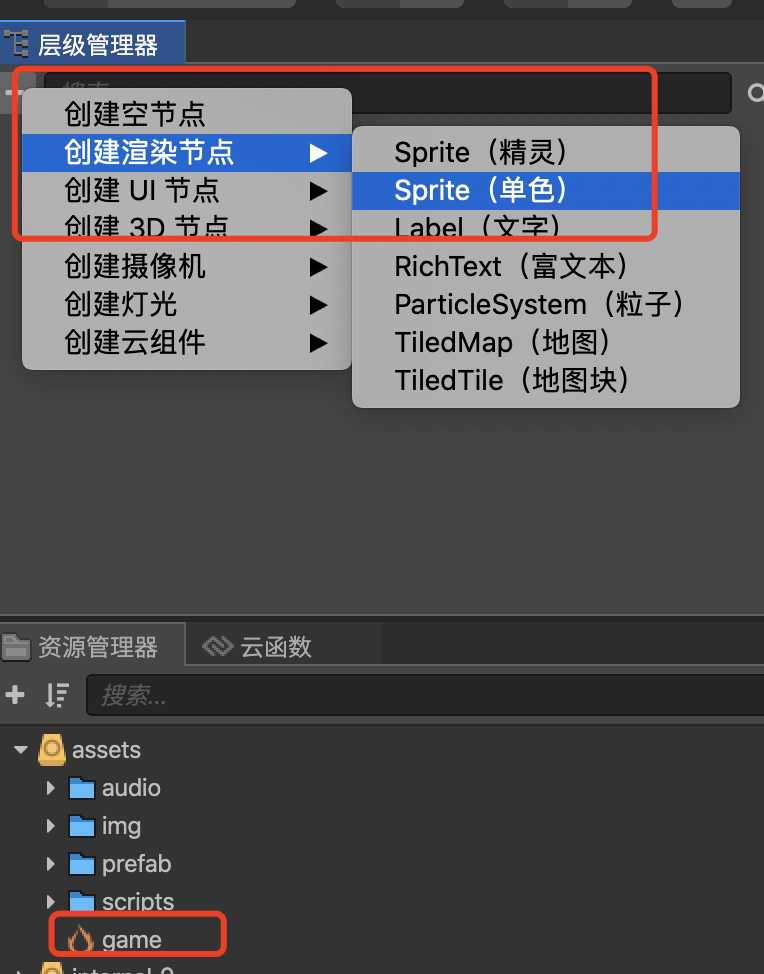 层级管理器
搜索
创建空节点
创建渲染节点
创建 UI 节点
创建 3D 节点
创建摄像机
创建灯光
创建云组件
Sprite（精灵）
Sprite（单色）
Label（文字）
RichText（富文本）
ParticleSystem（粒子）
TiledMap（地图）
TiledTile（地图块）
资源管理器
云函数
搜索...
assets
audio
img
prefab
scripts
game